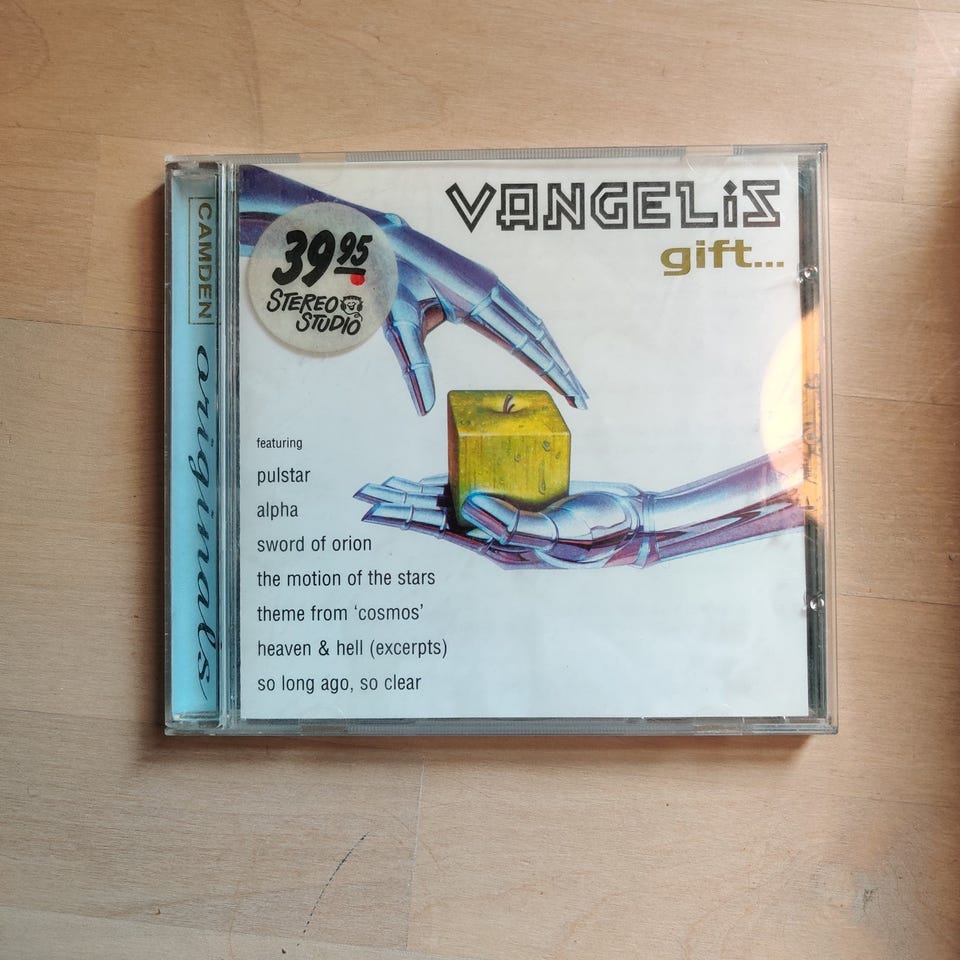 CAMDEN
originals
39 95
STEREO
STUDIO
VANGELiS
gift...
featuring
pulstar
alpha
sword of orion
the motion of the stars
theme from ‘cosmos’
heaven & hell (excerpts)
so long ago, so clear